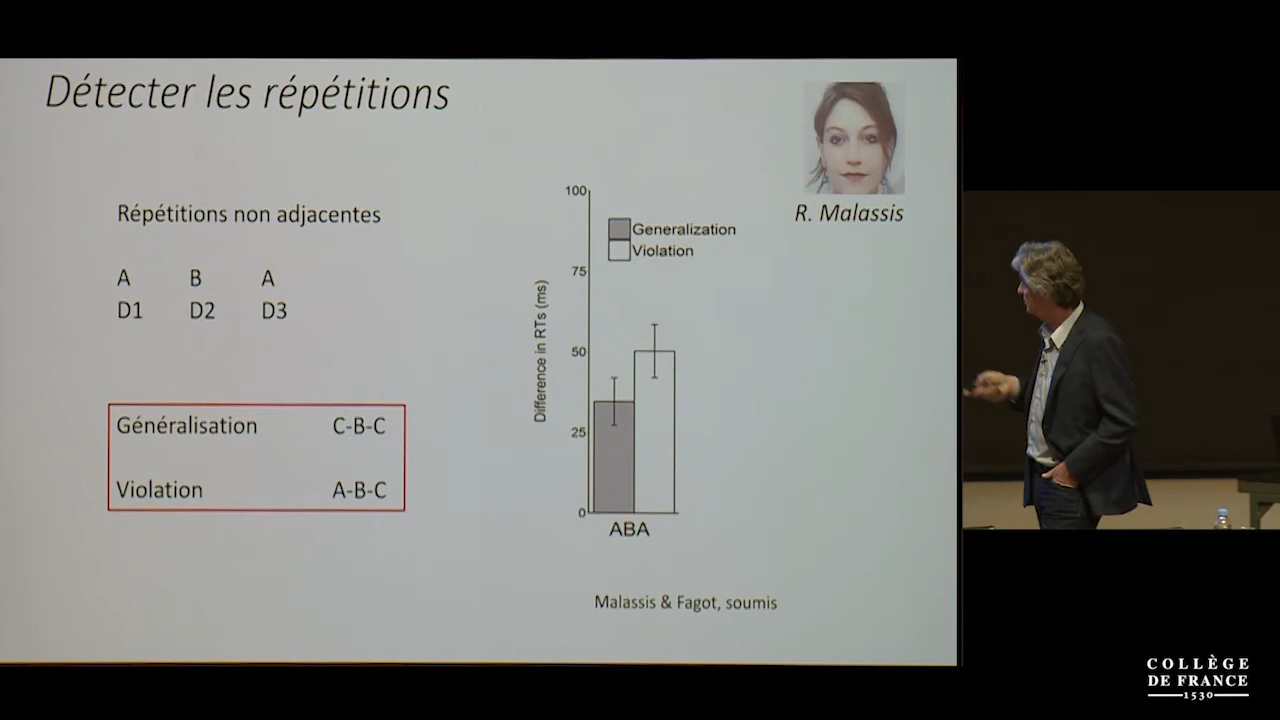 Détecter les répétitions
R. Malassis
Répétitions non adjacentes
A B A
D1 D2 D3
Généralisation C-B-C
Violation A-B-C
100
75
50
25
0
Difference in RTs (ms)
Generalization
Violation
ABA
Malassis & Fagot, soumis
COLLÈGE
DE FRANCE
1530